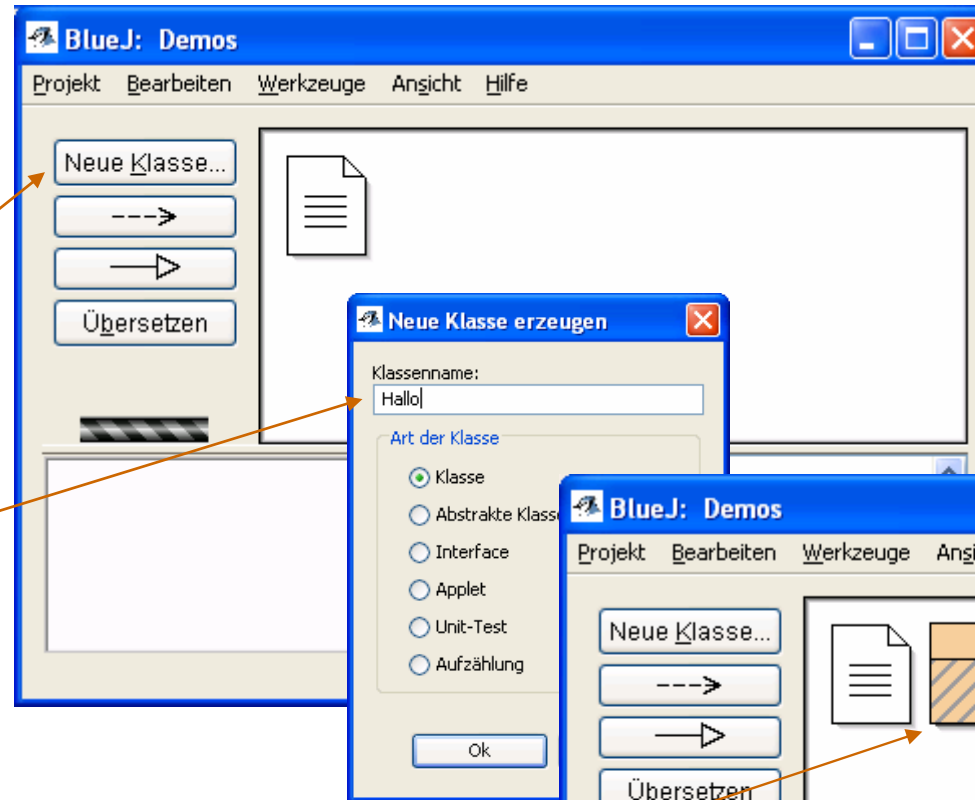 BlueJ: Demos
Projekt Bearbeiten Werkzeuge Ansicht Hilfe
Neue Klasse...
--->
Übersetzen
Neue Klasse erzeugen
Klassenname:
Hallo
Art der Klasse
Klasse
Abstrakte Klasse
Interface
Applet
Unit-Test
Aufzählung
Ok
BlueJ: Demos
Projekt Bearbeiten Werkzeuge Ansi
Neue Klasse...
--->
Übersetzen